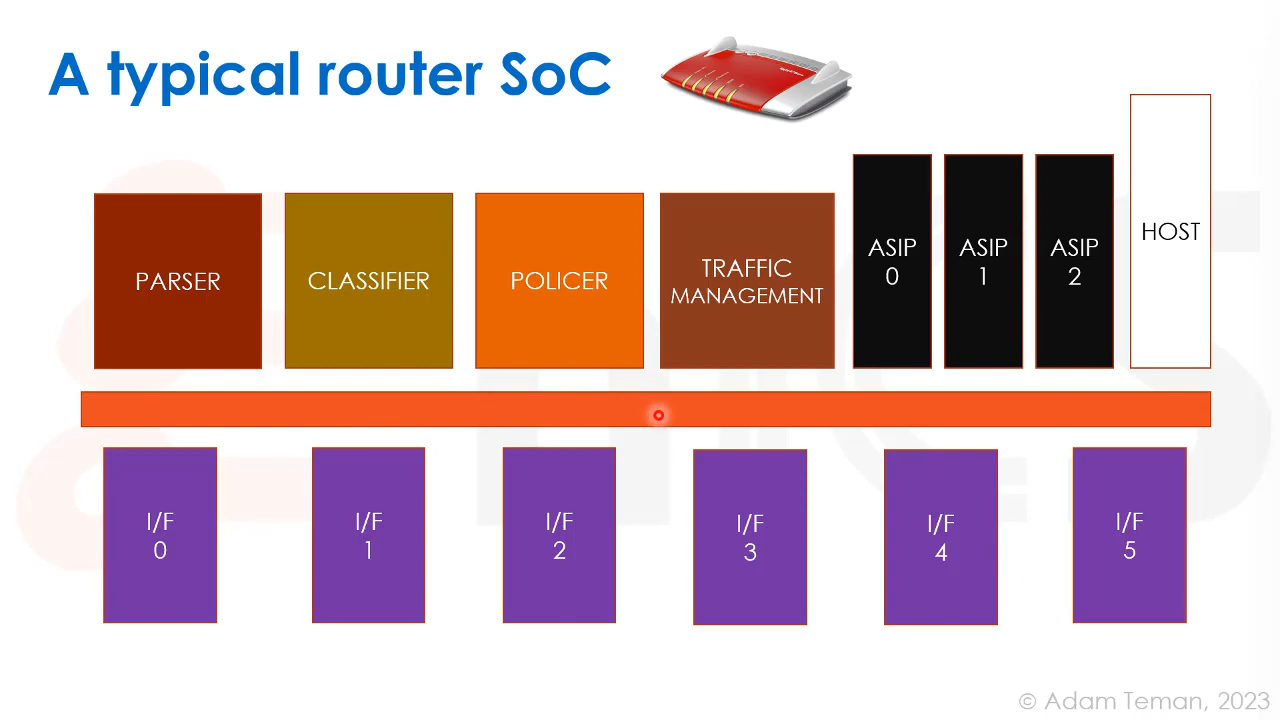 A typical router SoC
PARSER
CLASSIFIER
POLICER
TRAFFIC
MANAGEMENT
ASIP
0
ASIP
1
ASIP
2
HOST
I/F
0
I/F
1
I/F
2
I/F
3
I/F
4
I/F
5
© Adam Teman, 2023